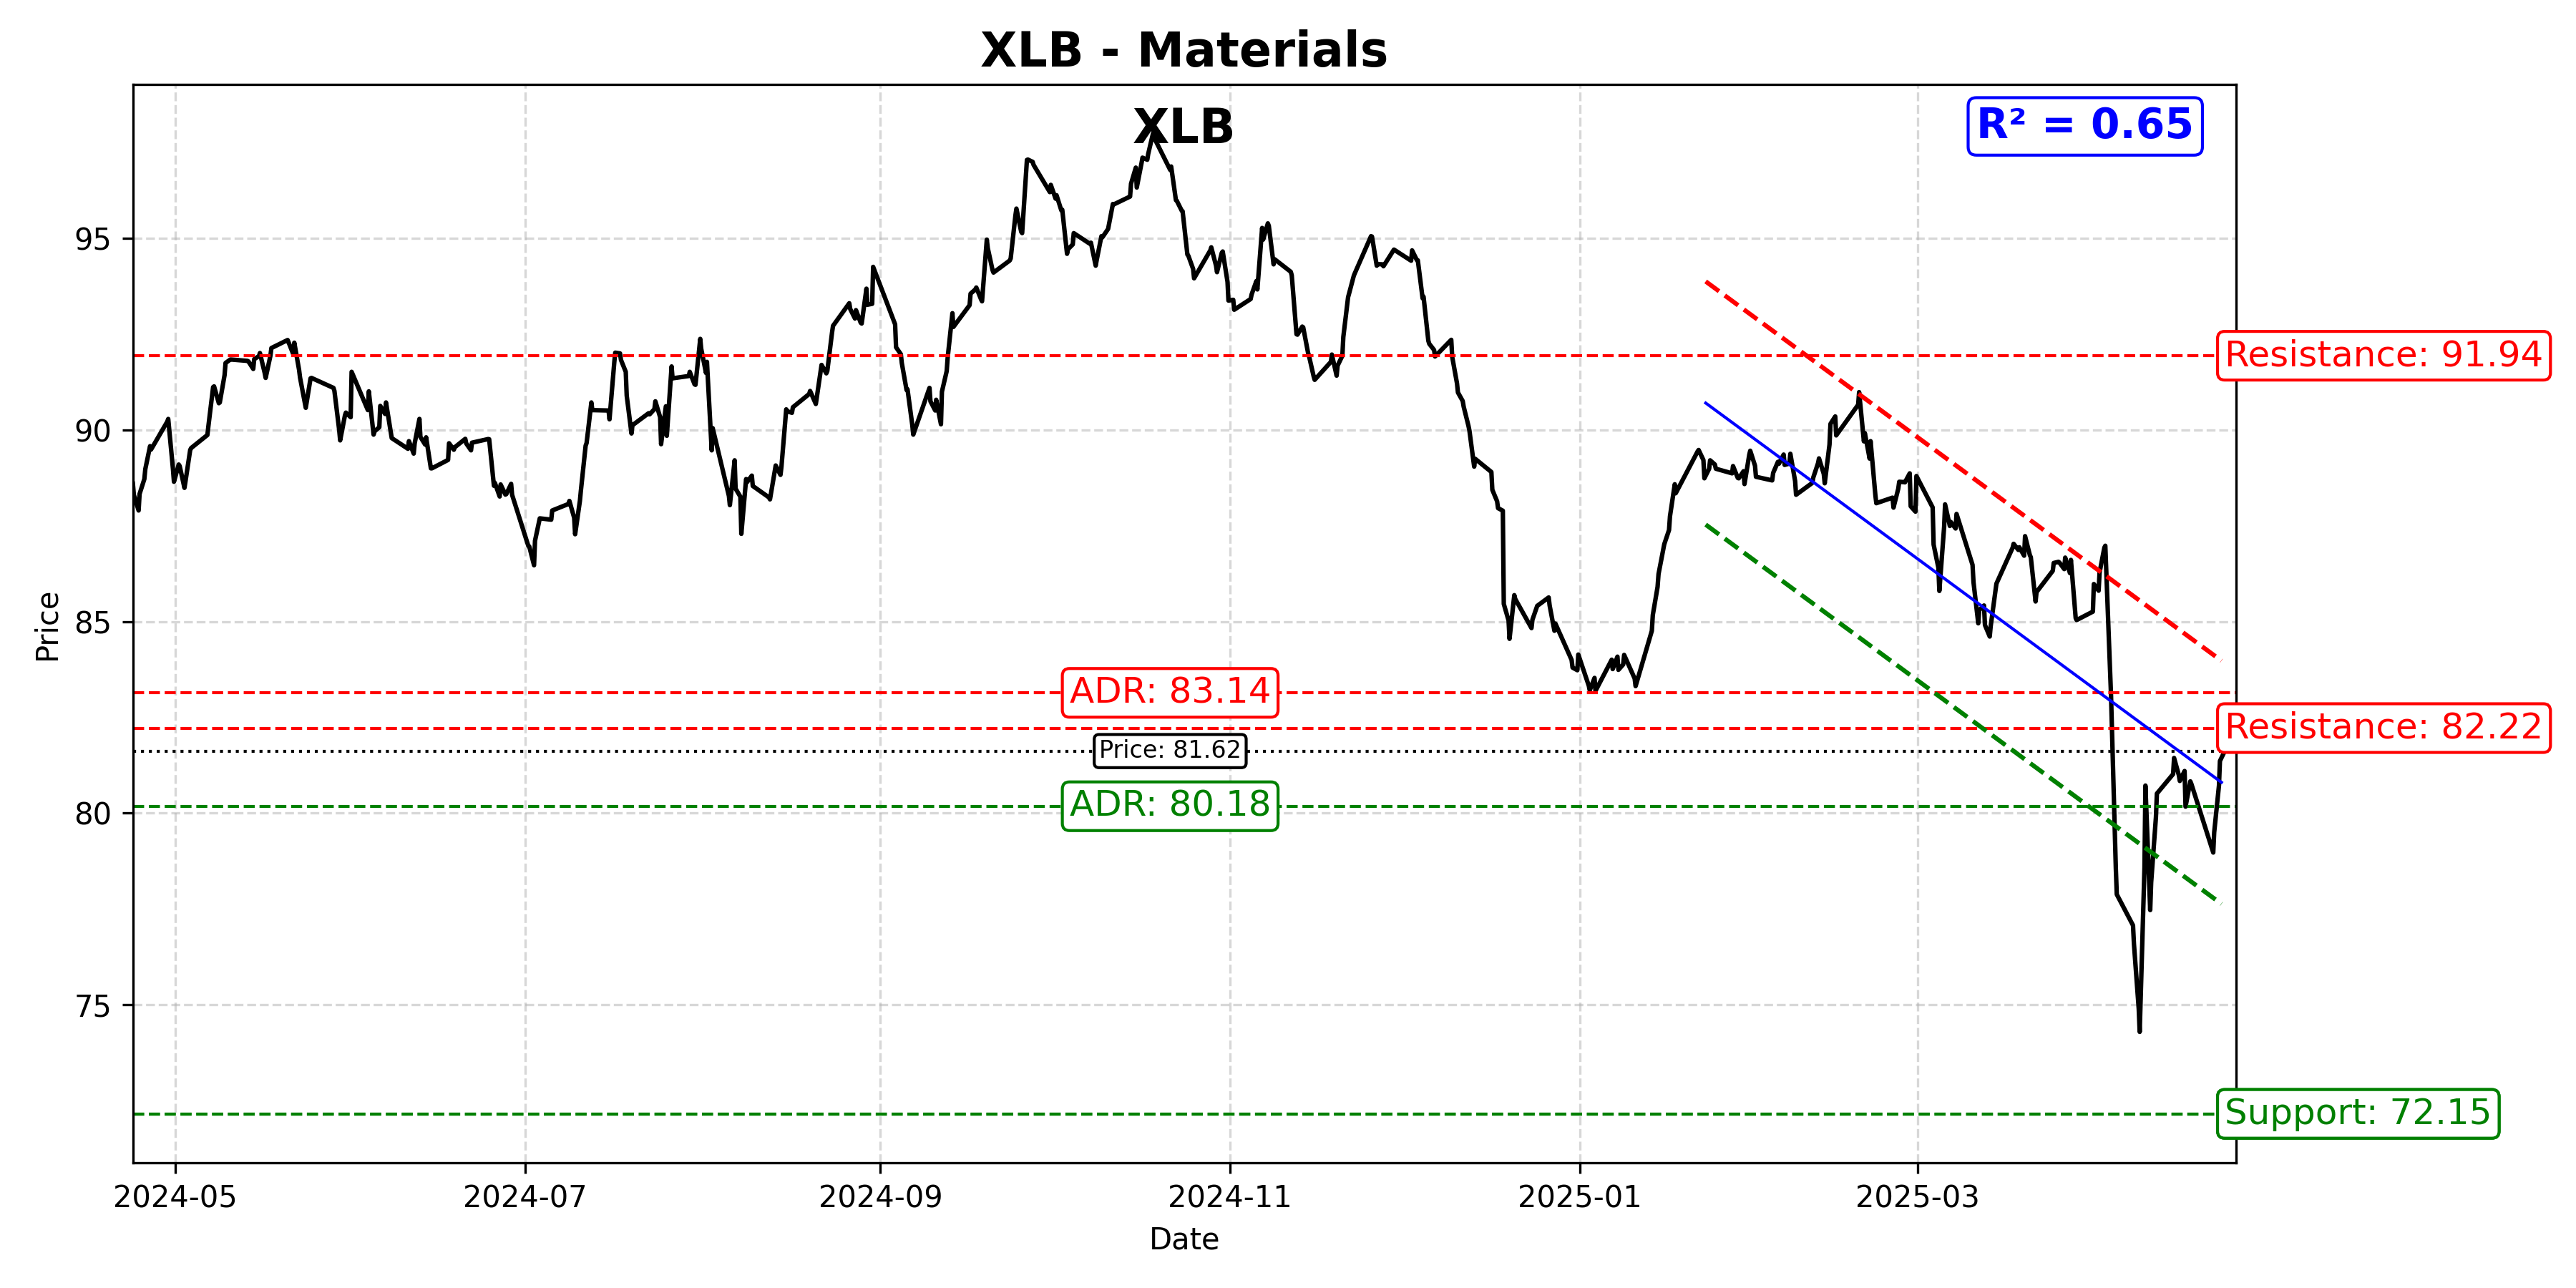 XLB - Materials
XLB
R² = 0.65
95
90
85
80
75
Price
Resistance: 91.94
ADR: 83.14
Resistance: 82.22
Price: 81.62
ADR: 80.18
Support: 72.15
2024-05
2024-07
2024-09
2024-11
2025-01
2025-03
Date